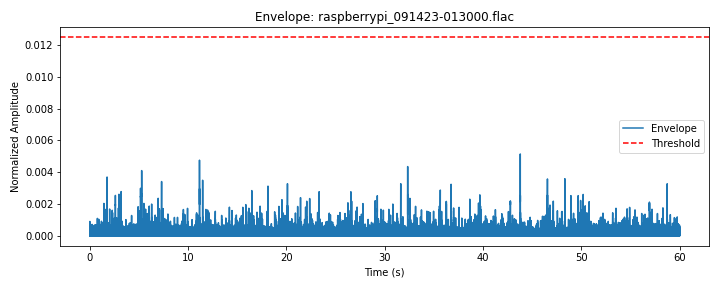 Envelope: raspberrypi_091423-013000.flac
Normalized Amplitude
0.012
0.010
0.008
0.006
0.004
0.002
0.000
Envelope
Threshold
0 10 20 30 40 50 60
Time (s)